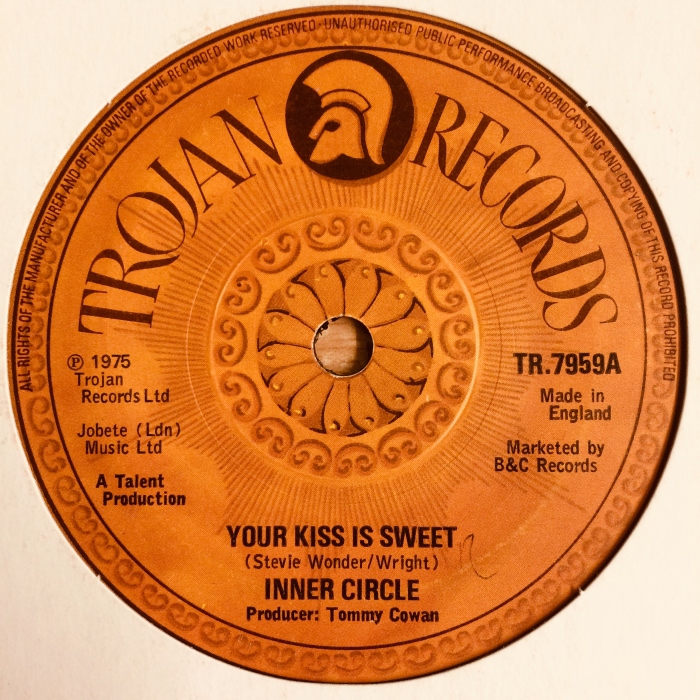 ALL RIGHTS OF THE MANUFACTURER AND OF THE OWNER OF THE RECORDED WORK RESERVED · UNAUTHORISED PUBLIC PERFORMANCE BROADCASTING AND COPYING OF THIS RECORD PROHIBITED
TROJAN RECORDS
℗ 1975
Trojan
Records Ltd
Jobete (Ldn)
Music Ltd
A Talent
Production
TR.7959A
Made in
England
Marketed by
B&C Records
YOUR KISS IS SWEET
(Stevie Wonder/Wright)
INNER CIRCLE
Producer: Tommy Cowan